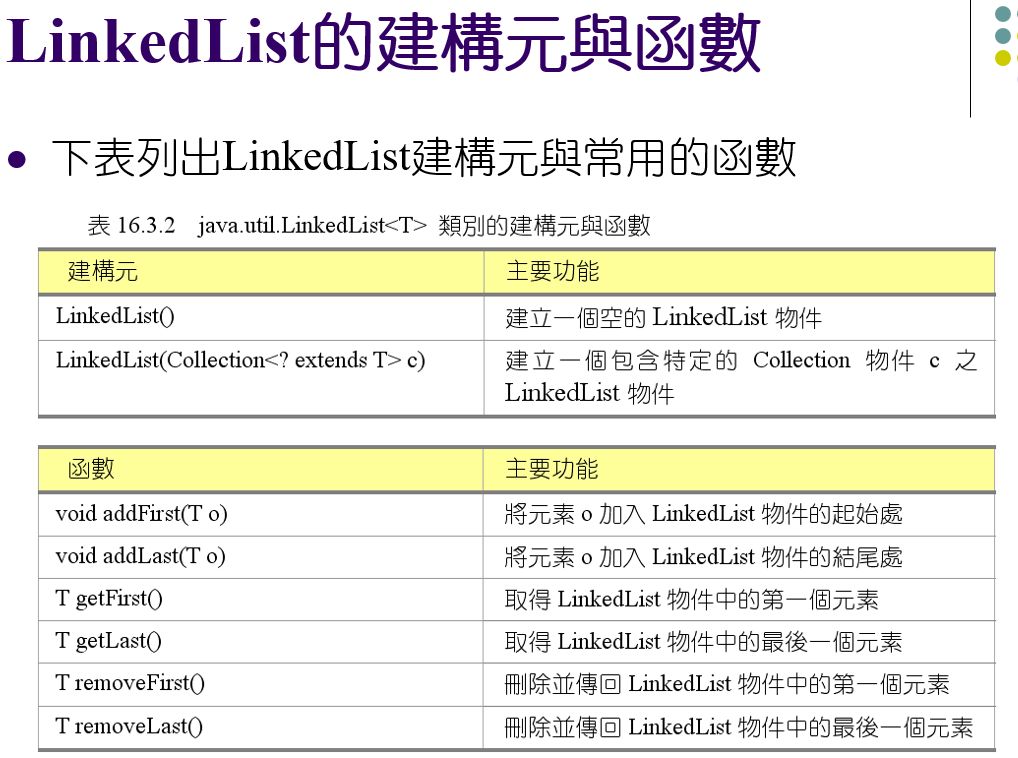 LinkedList的建構元與函數
下表列出LinkedList建構元與常用的函數
表 16.3.2 java.util.LinkedList<T> 類別的建構元與函數
建構元 主要功能
LinkedList() 建立一個空的 LinkedList 物件
LinkedList(Collection<? extends T> c) 建立一個包含特定的 Collection 物件 c 之
LinkedList 物件
函數 主要功能
void addFirst(T o) 將元素 o 加入 LinkedList 物件的起始處
void addLast(T o) 將元素 o 加入 LinkedList 物件的結尾處
T getFirst() 取得 LinkedList 物件中的第一個元素
T getLast() 取得 LinkedList 物件中的最後一個元素
T removeFirst() 刪除並傳回 LinkedList 物件中的第一個元素
T removeLast() 刪除並傳回 LinkedList 物件中的最後一個元素